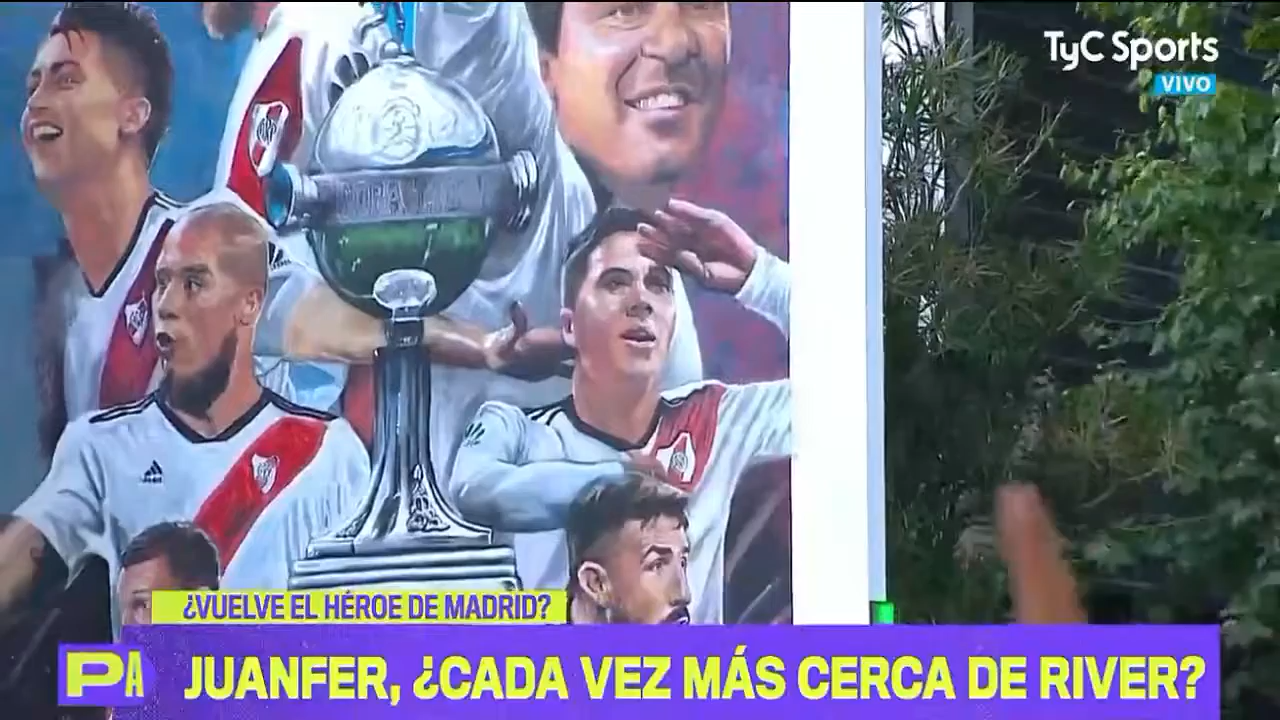 TyC Sports
VIVO
¿VUELVE EL HÉROE DE MADRID?
PA
JUANFER, ¿CADA VEZ MÁS CERCA DE RIVER?